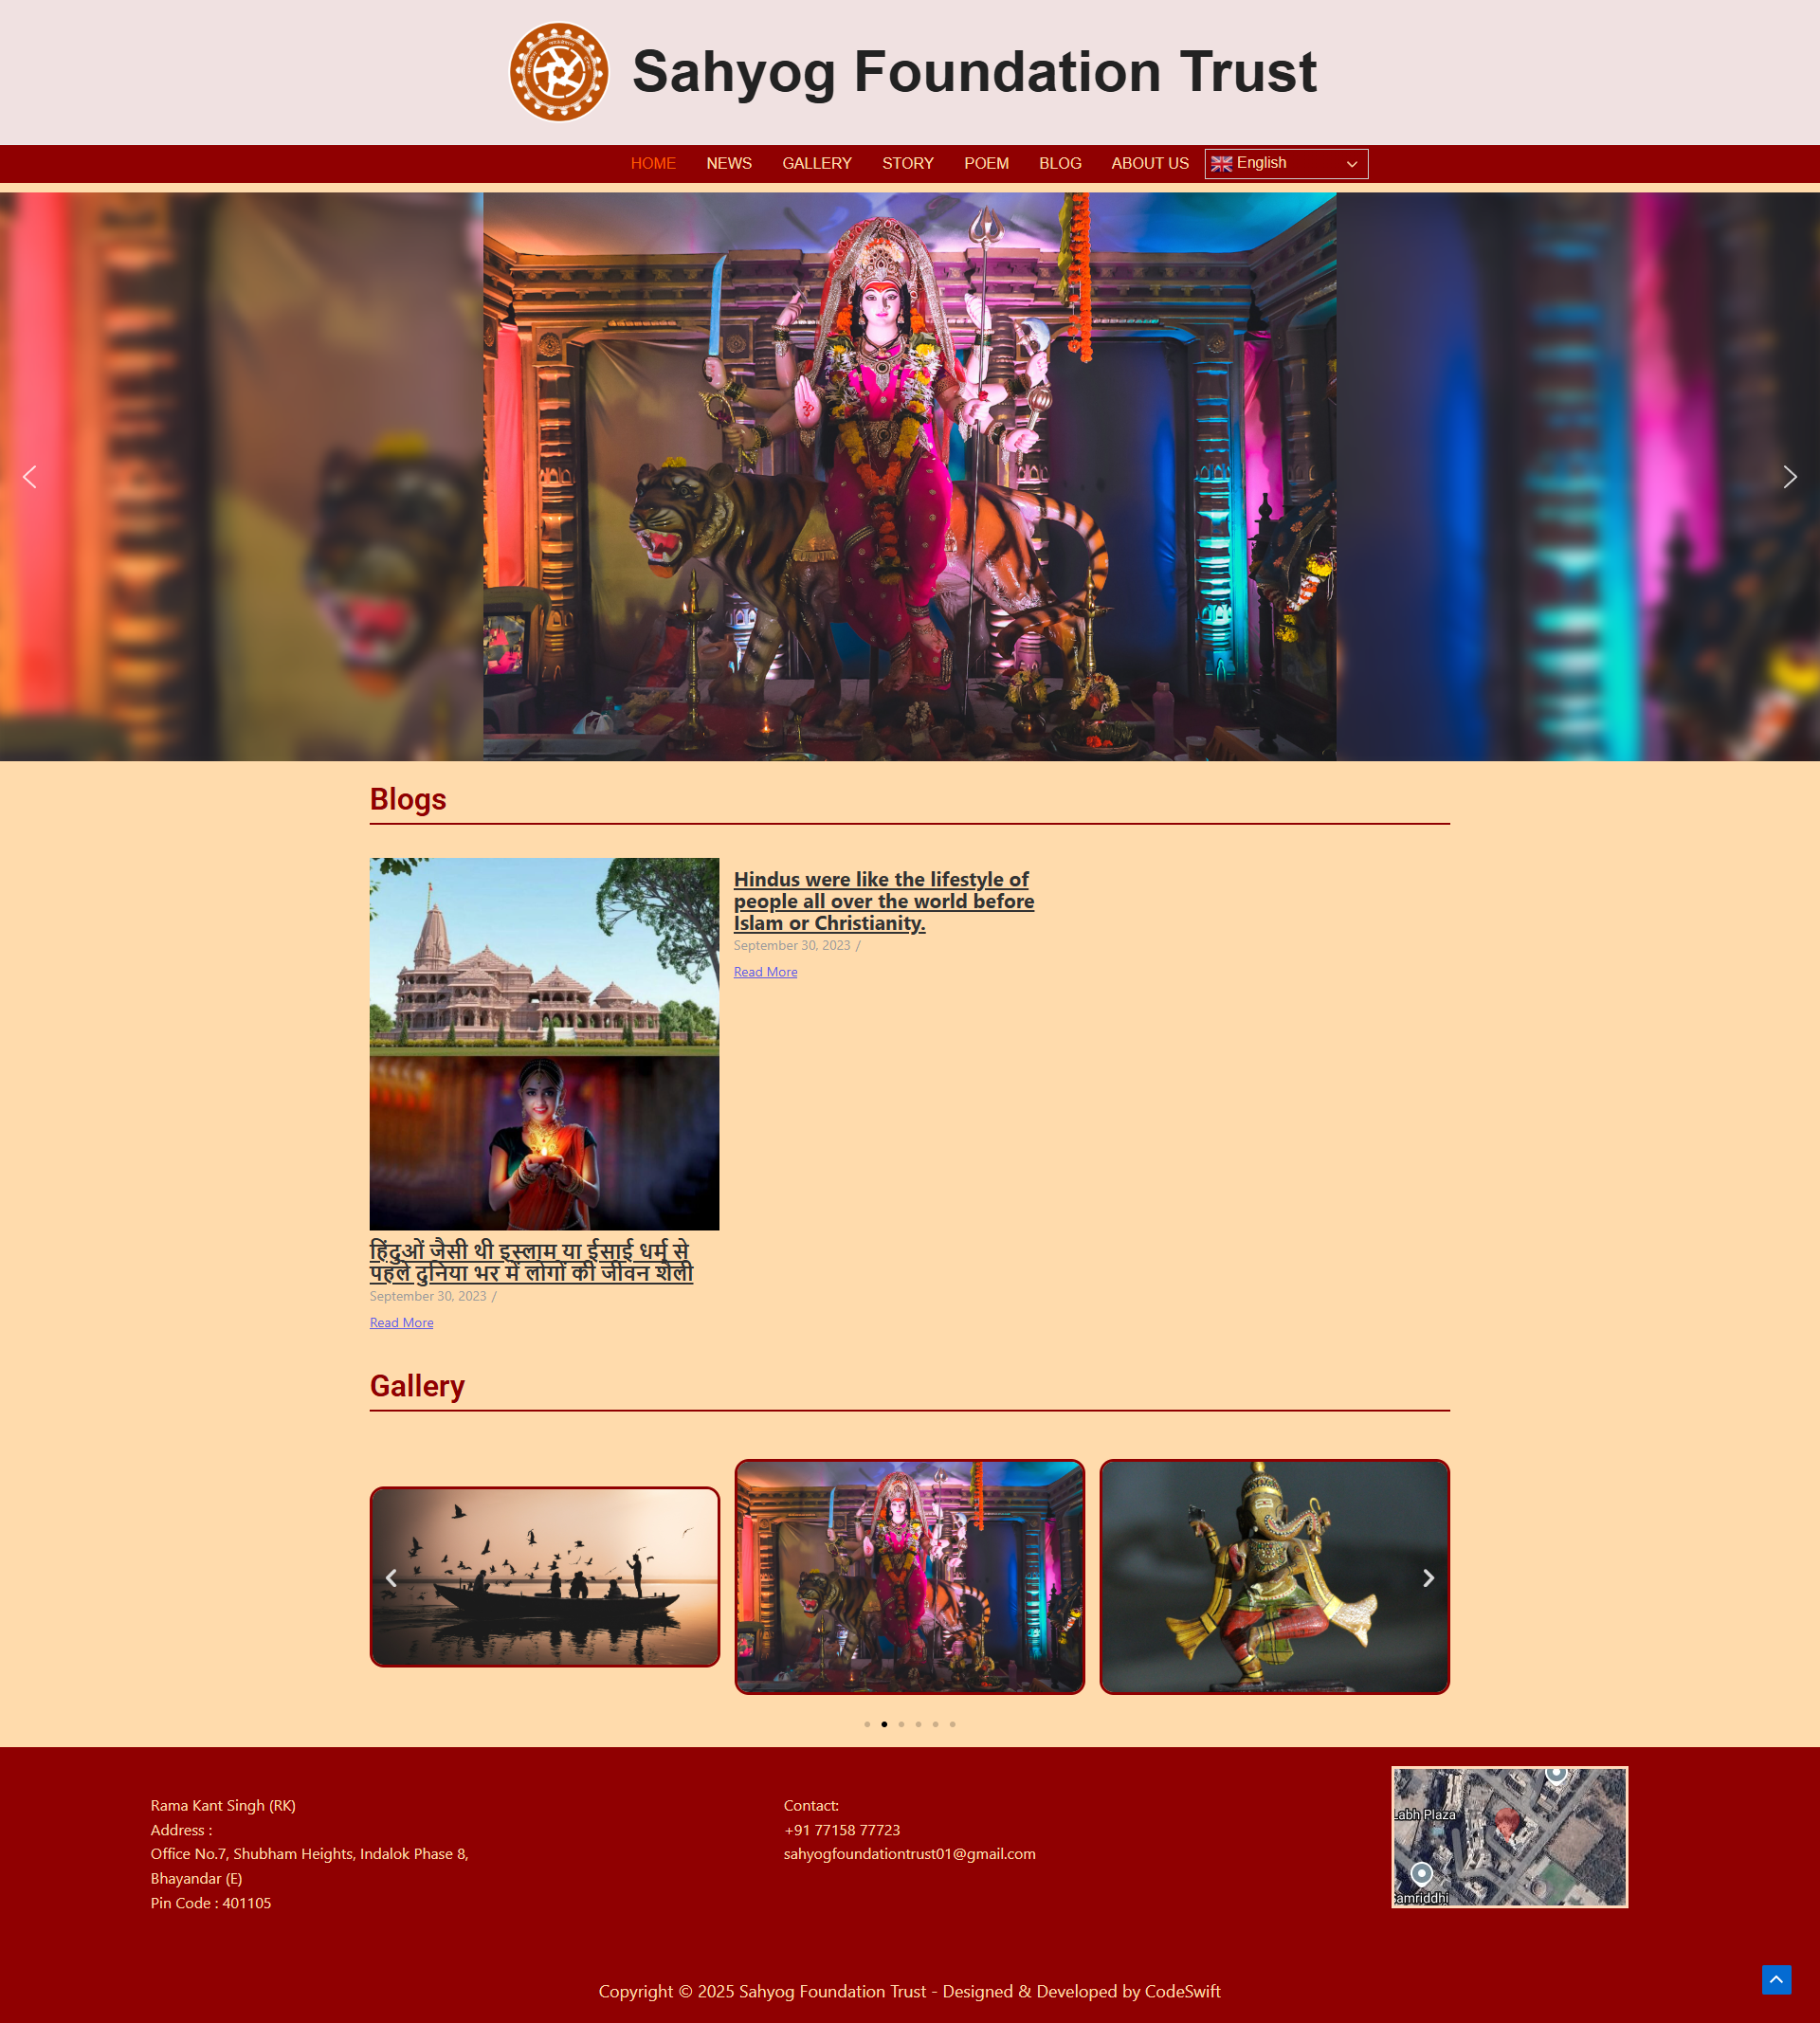 Sahyog Foundation Trust
HOME NEWS GALLERY STORY POEM BLOG ABOUT US English
Blogs
Hindus were like the lifestyle of
people all over the world before
Islam or Christianity.
September 30, 2023 /
Read More
हिंदुओं जैसी थी इस्लाम या ईसाई धर्म से
पहले दुनिया भर में लोगों की जीवन शैली
September 30, 2023 /
Read More
Gallery
Rama Kant Singh (RK)
Address :
Office No.7, Shubham Heights, Indalok Phase 8,
Bhayandar (E)
Pin Code : 401105
Contact:
+91 77158 77723
sahyogfoundationtrust01@gmail.com
Labh Plaza
Samriddhi
Copyright © 2025 Sahyog Foundation Trust - Designed & Developed by CodeSwift